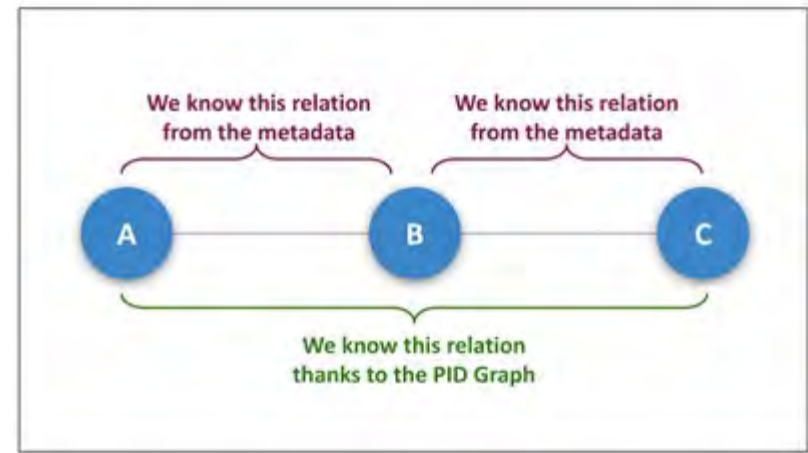 We know this relation
from the metadata
We know this relation
from the metadata
A
B
C
We know this relation
thanks to the PID Graph